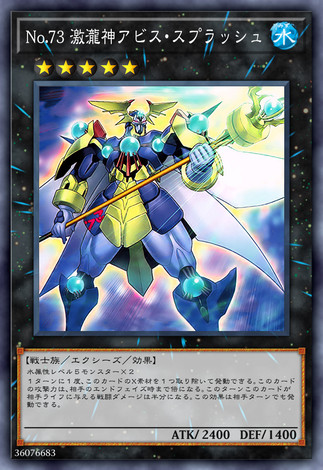 No.73 激瀧神アビス・スプラッシュ
水
73
【戦士族／エクシーズ／効果】
水属性レベル５モンスター×２
１ターンに１度、このカードのX素材を１つ取り除いて発動できる。このカード
の攻撃力は、相手のエンドフェイズ時まで倍になる。このターンこのカードが
相手ライフに与える戦闘ダメージは半分になる。この効果は相手ターンでも発
動できる。
ATK/ 2400 DEF/1400
36076683